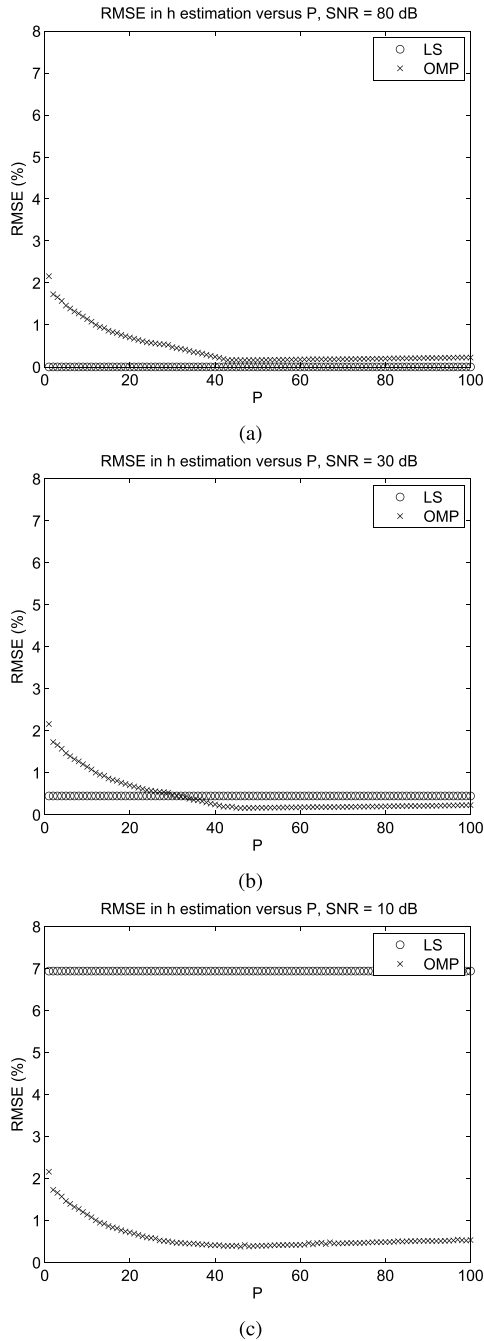 RMSE in h estimation versus P, SNR = 80 dB
8
7
6
5
4
3
2
1
0
RMSE (%)
LS
OMP
0 20 40 60 80 100
P
(a)
RMSE in h estimation versus P, SNR = 30 dB
8
7
6
5
4
3
2
1
0
RMSE (%)
LS
OMP
0 20 40 60 80 100
P
(b)
RMSE in h estimation versus P, SNR = 10 dB
8
7
6
5
4
3
2
1
0
RMSE (%)
LS
OMP
0 20 40 60 80 100
P
(c)